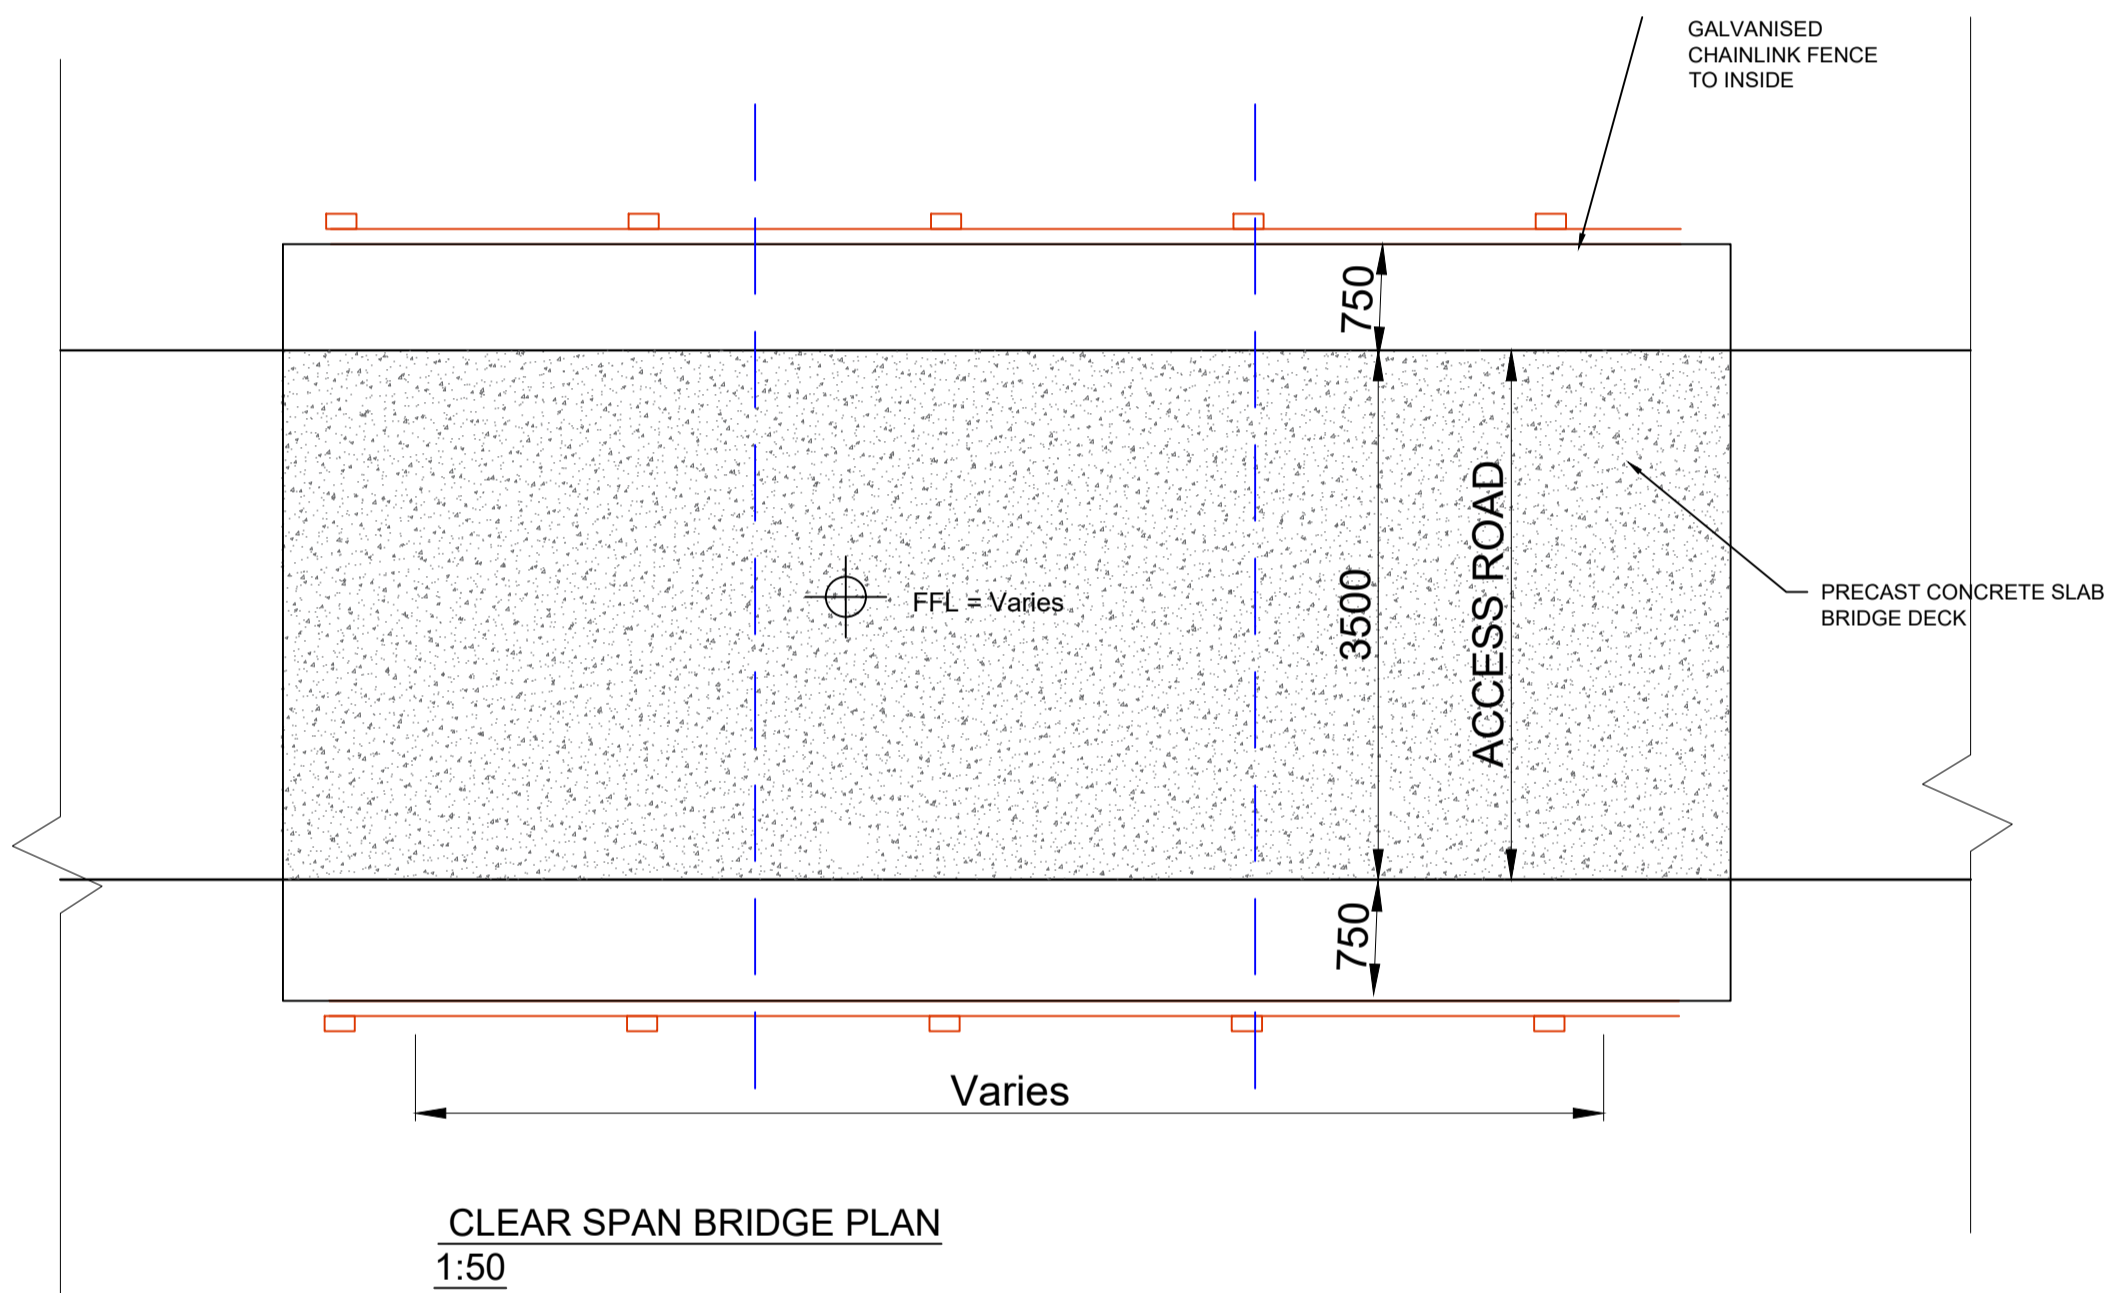 GALVANISED
CHAINLINK FENCE
TO INSIDE
750
3500
ACCESS ROAD
FFL = Varies
PRECAST CONCRETE SLAB
BRIDGE DECK
750
Varies
CLEAR SPAN BRIDGE PLAN
1:50